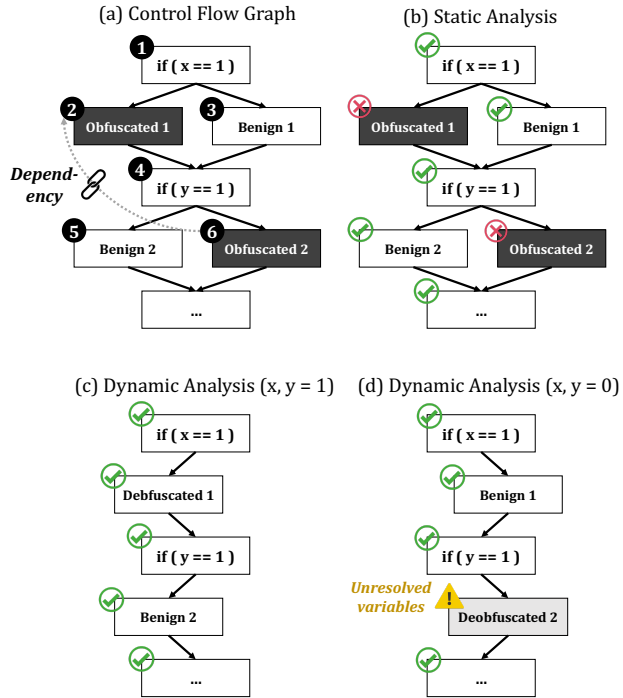 (a) Control Flow Graph
1
if ( x == 1 )
2
Obfuscated 1
3
Benign 1
Depend-
ency
4
if ( y == 1 )
5
Benign 2
6
Obfuscated 2
...
(b) Static Analysis
if ( x == 1 )
Obfuscated 1
Benign 1
if ( y == 1 )
Benign 2
Obfuscated 2
...
(c) Dynamic Analysis (x, y = 1)
if ( x == 1 )
Debfuscated 1
if ( y == 1 )
Benign 2
...
(d) Dynamic Analysis (x, y = 0)
if ( x == 1 )
Benign 1
if ( y == 1 )
Unresolved
variables
!
Deobfuscated 2
...